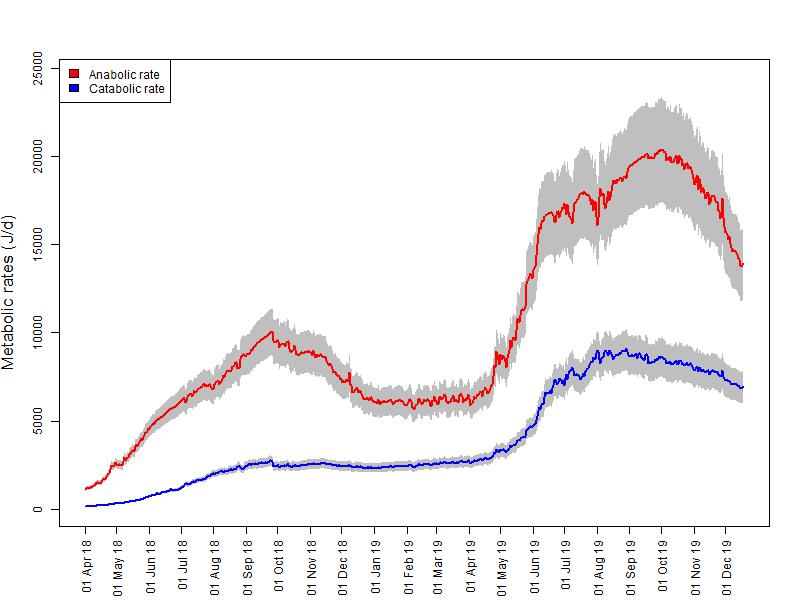 25000
20000
15000
10000
5000
0
Metabolic rates (J/d)
Anabolic rate
Catabolic rate
01 Apr 18
01 May 18
01 Jun 18
01 Jul 18
01 Aug 18
01 Sep 18
01 Oct 18
01 Nov 18
01 Dec 18
01 Jan 19
01 Feb 19
01 Mar 19
01 Apr 19
01 May 19
01 Jun 19
01 Jul 19
01 Aug 19
01 Sep 19
01 Oct 19
01 Nov 19
01 Dec 19